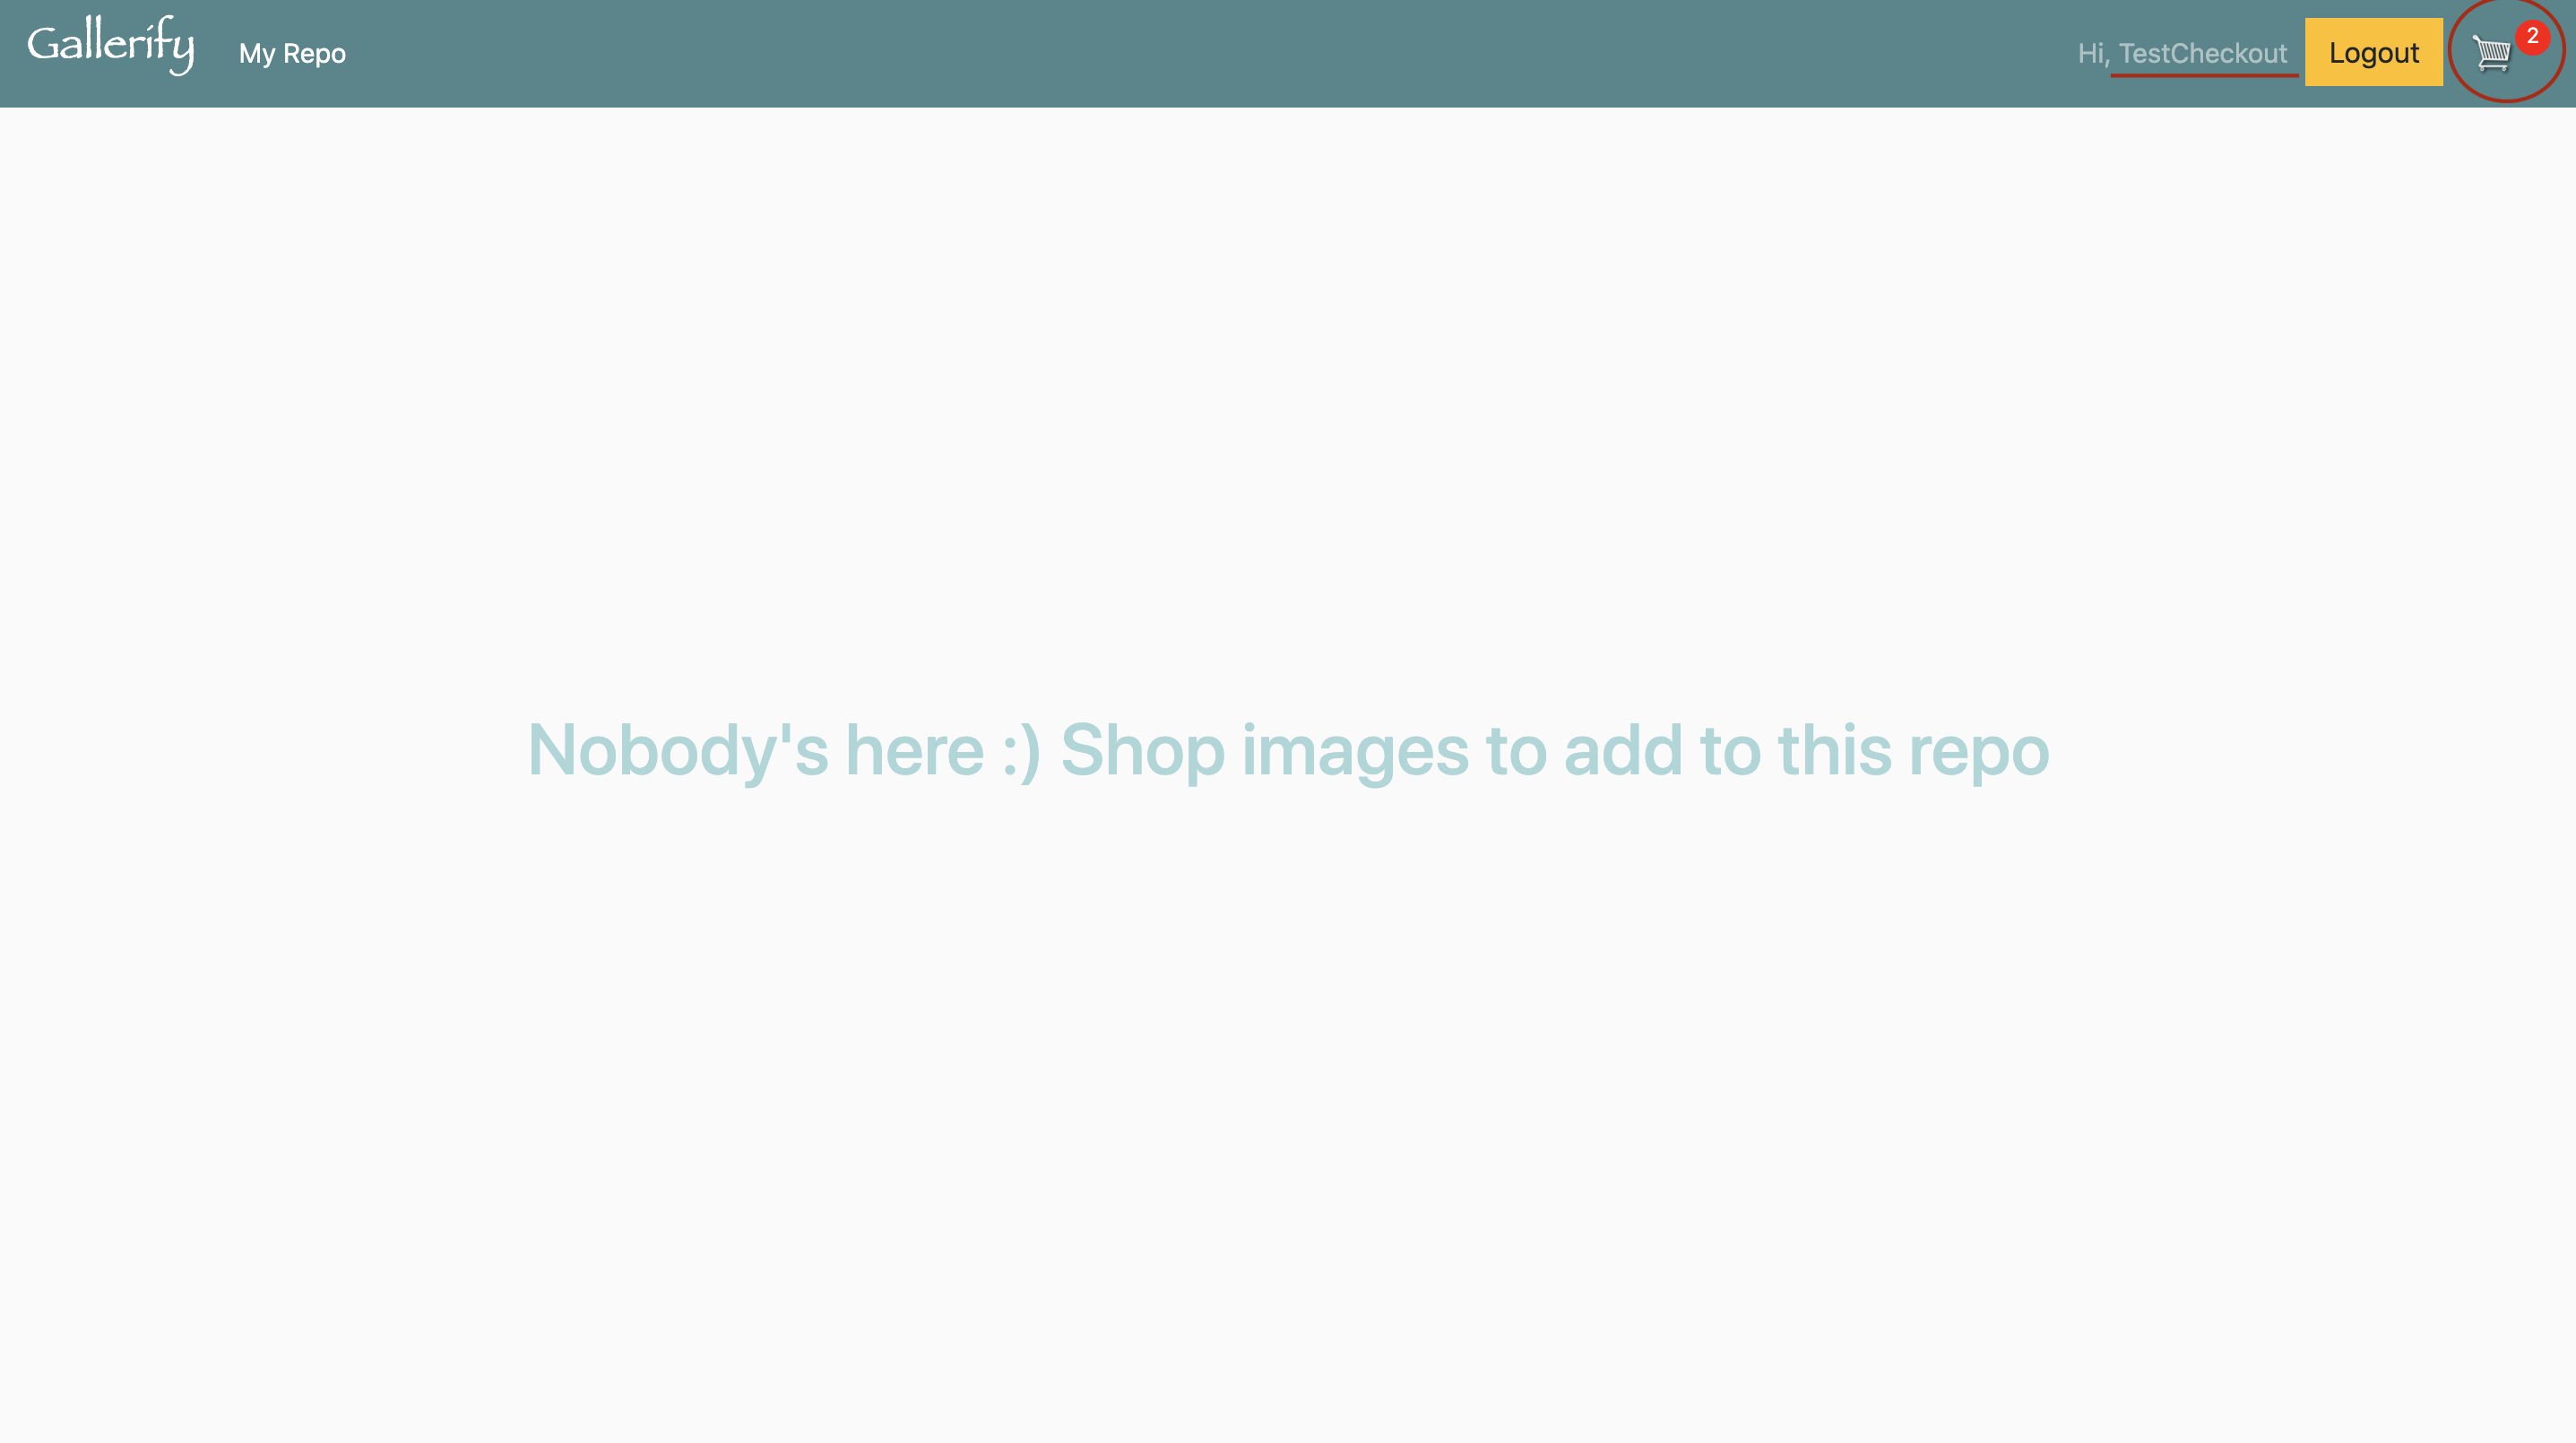 Gallerify My Repo Hi, TestCheckout Logout 2
Nobody's here :) Shop images to add to this repo